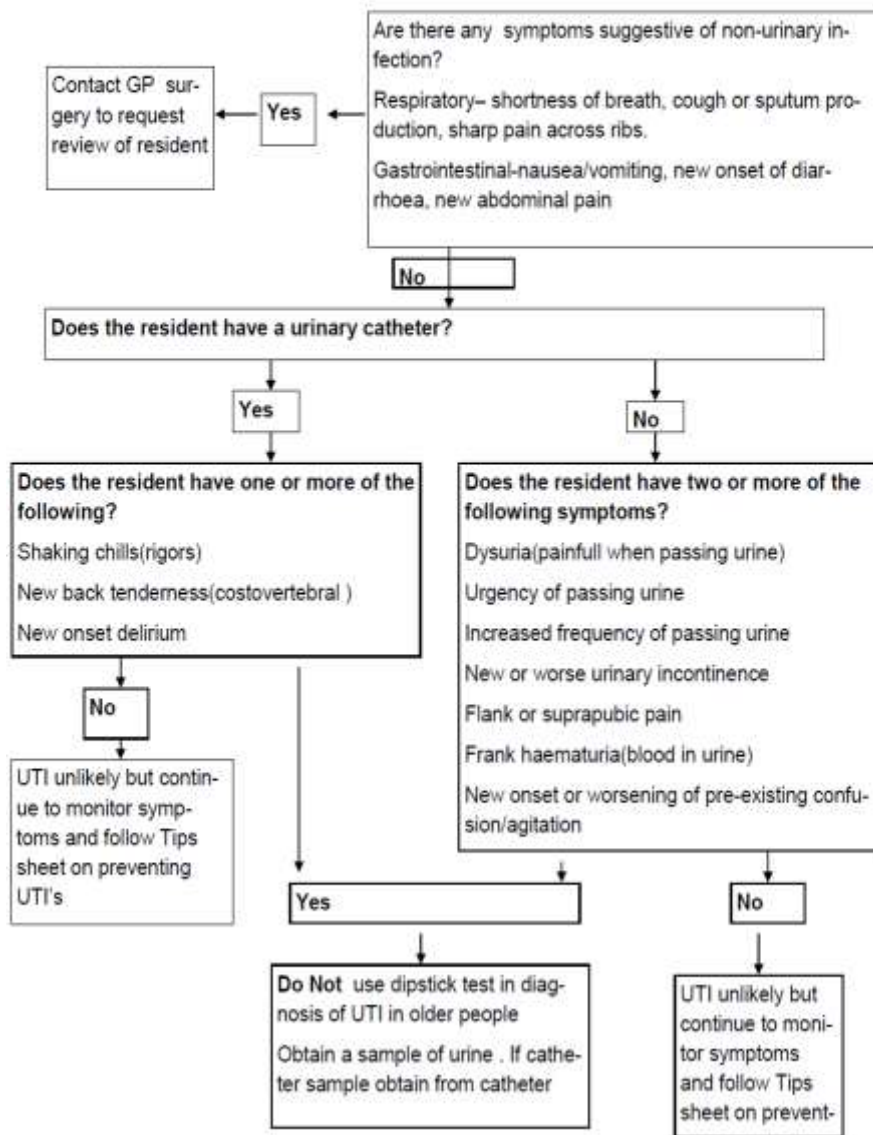 Are there any symptoms suggestive of non-urinary in-
fection?
Respiratory– shortness of breath, cough or sputum pro-
duction, sharp pain across ribs.
Gastrointestinal-nausea/vomiting, new onset of diar-
rhoea, new abdominal pain
Yes
Contact GP sur-
gery to request
review of resident
No
Does the resident have a urinary catheter?
Yes
No
Does the resident have one or more of the
following?
Shaking chills(rigors)
New back tenderness(costovertebral )
New onset delirium
Does the resident have two or more of the
following symptoms?
Dysuria(painfull when passing urine)
Urgency of passing urine
Increased frequency of passing urine
New or worse urinary incontinence
Flank or suprapubic pain
Frank haematuria(blood in urine)
New onset or worsening of pre-existing confu-
sion/agitation
No
UTI unlikely but contin-
ue to monitor symp-
toms and follow Tips
sheet on preventing
UTI's
Yes
No
Do Not use dipstick test in diag-
nosis of UTI in older people
Obtain a sample of urine . If cathe-
ter sample obtain from catheter
UTI unlikely but
continue to moni-
tor symptoms
and follow Tips
sheet on prevent-